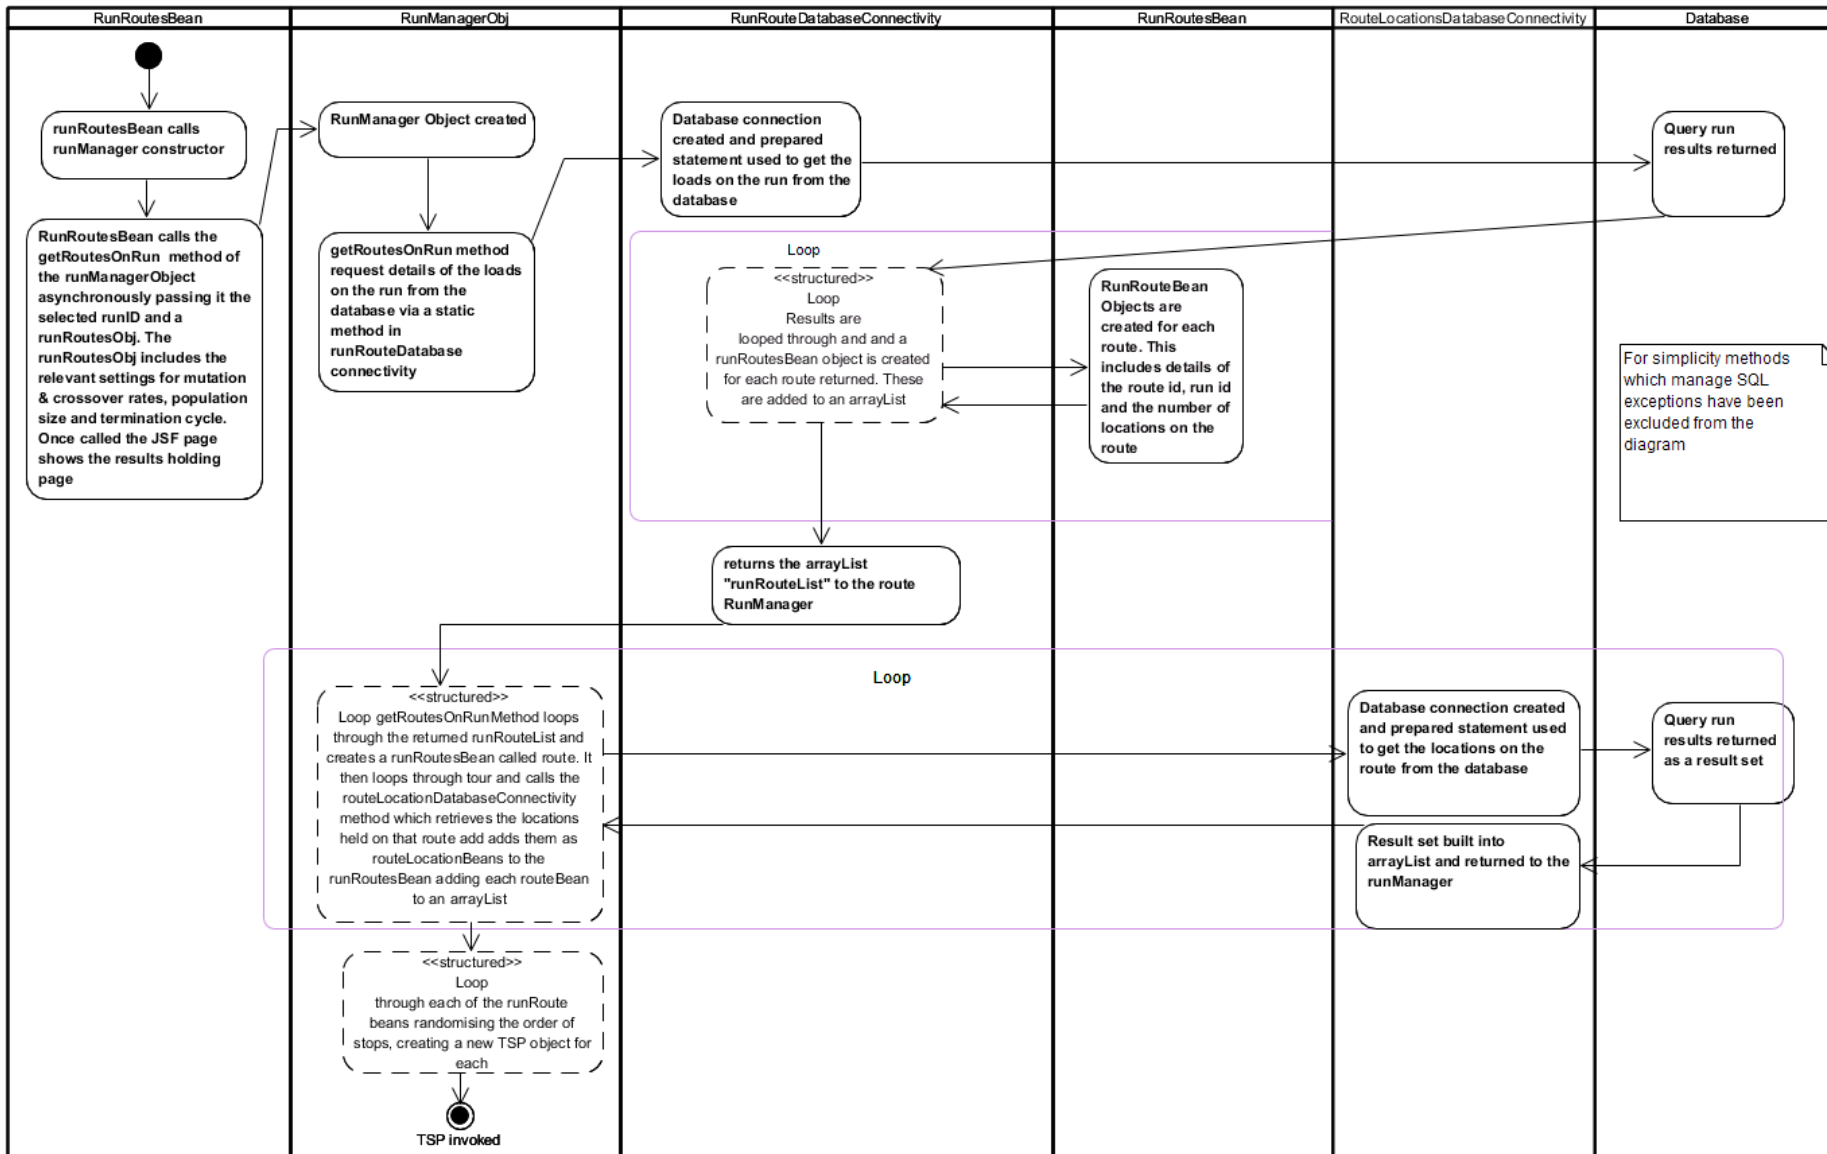 RunRoutesBean
RunManagerObj
RunRouteDatabaseConnectivity
RunRoutesBean
RouteLocationsDatabaseConnectivity
Database
runRoutesBean calls
runManager constructor
RunRoutesBean calls the
getRoutesOnRun method of
the runManagerObject
asynchronously passing it the
selected runID and a
runRoutesObj. The
runRoutesObj includes the
relevant settings for mutation
& crossover rates, population
size and termination cycle.
Once called the JSF page
shows the results holding
page
RunManager Object created
getRoutesOnRun method
request details of the loads
on the run from the
database via a static
method in
runRouteDatabase
connectivity
Database connection
created and prepared
statement used to get the
loads on the run from the
database
Query run
results returned
Loop
<<structured>>
Loop
Results are
looped through and and a
runRoutesBean object is created
for each route returned. These
are added to an arrayList
RunRouteBean
Objects are
created for each
route. This
includes details of
the route id, run id
and the number of
locations on the
route
For simplicity methods
which manage SQL
exceptions have been
excluded from the
diagram
returns the arrayList
"runRouteList" to the route
RunManager
Loop
<<structured>>
Loop getRoutesOnRunMethod loops
through the returned runRouteList and
creates a runRoutesBean called route. It
then loops through tour and calls the
routeLocationDatabaseConnectivity
method which retrieves the locations
held on that route add adds them as
routeLocationBeans to the
runRoutesBean adding each routeBean
to an arrayList
Database connection created
and prepared statement used
to get the locations on the
route from the database
Query run
results returned
as a result set
Result set built into
arrayList and returned to the
runManager
<<structured>>
Loop
through each of the runRoute
beans randomising the order of
stops, creating a new TSP object for
each
TSP invoked